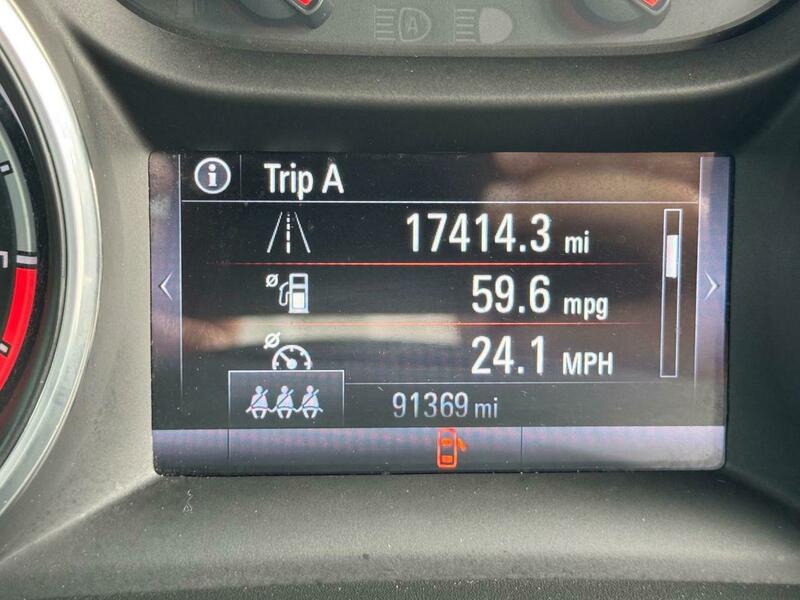 Trip A
17414.3 mi
59.6 mpg
24.1 MPH
91369 mi